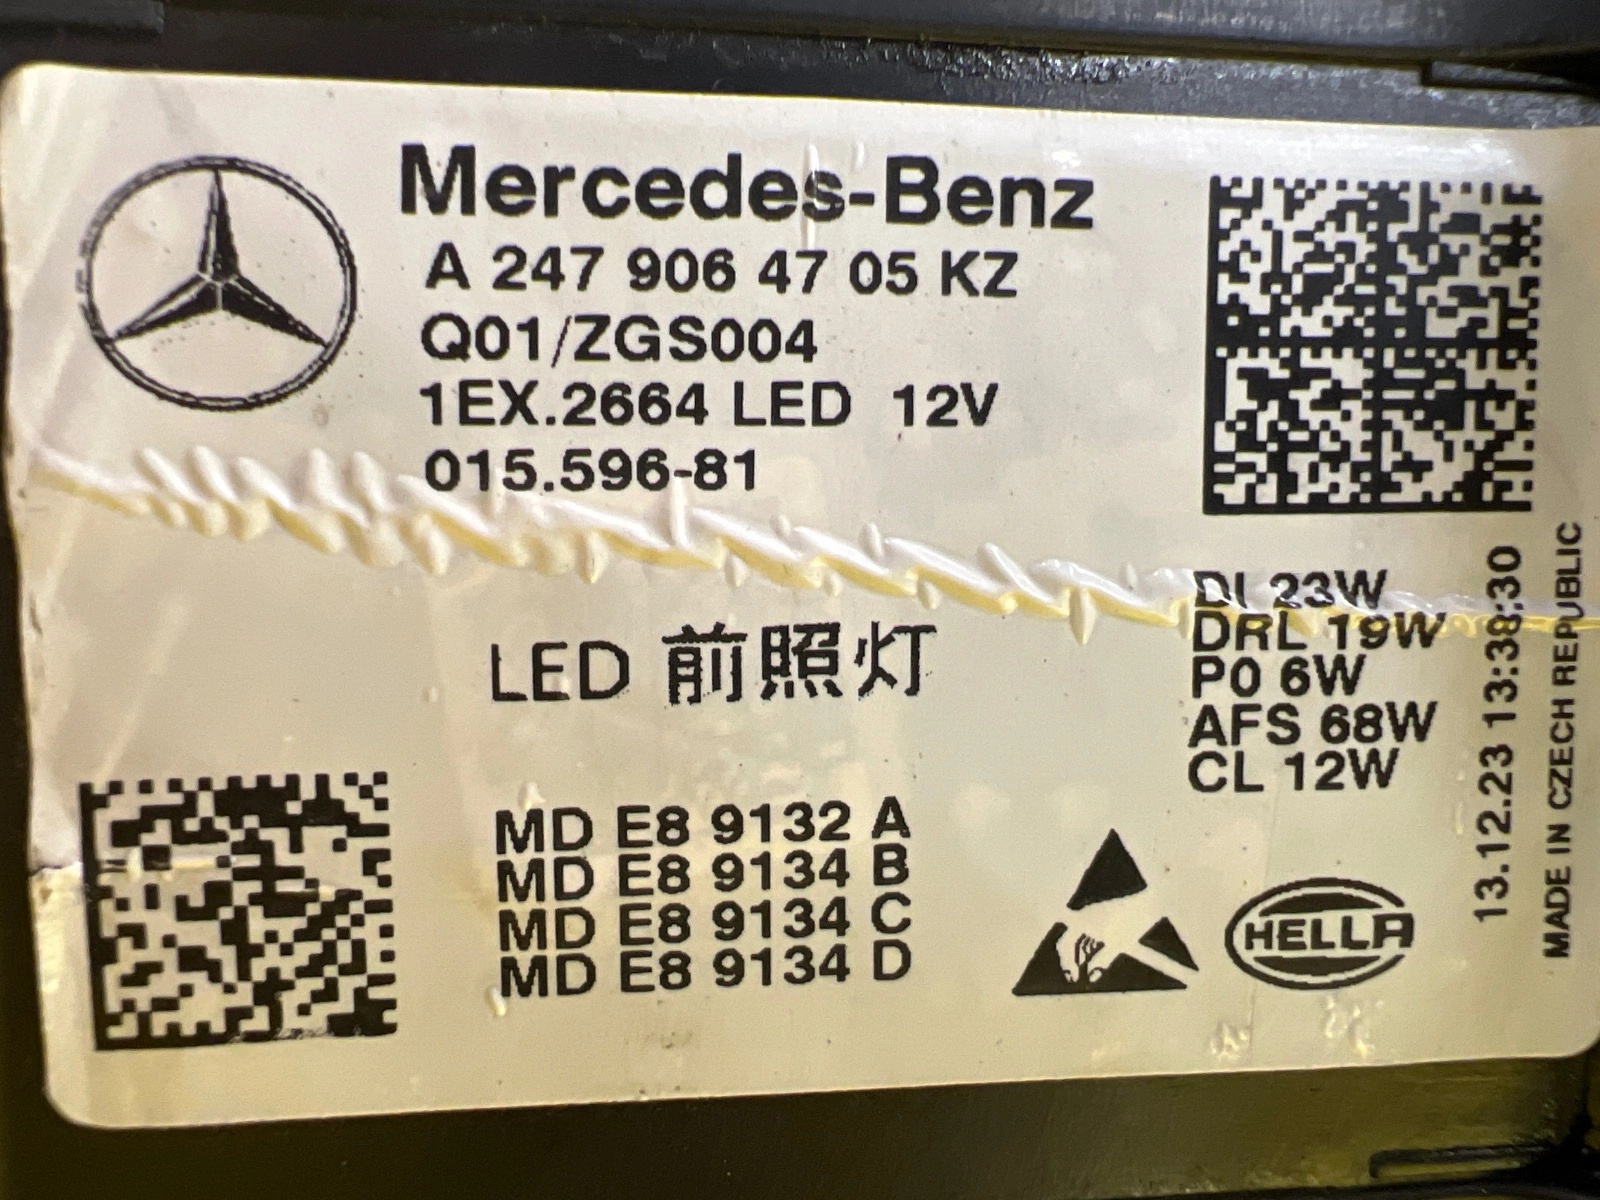 Mercedes-Benz
A 247 906 47 05 KZ
Q01/ZGS004
1EX.2664 LED 12V
015.596-81
LED 前照灯
DI 23W
DRL 19W
PO 6W
AFS 68W
CL 12W
MD E8 9132 A
MD E8 9134 B
MD E8 9134 C
MD E8 9134 D
HELLA
13.12.23 13:38:30
MADE IN CZECH REPUBLIC